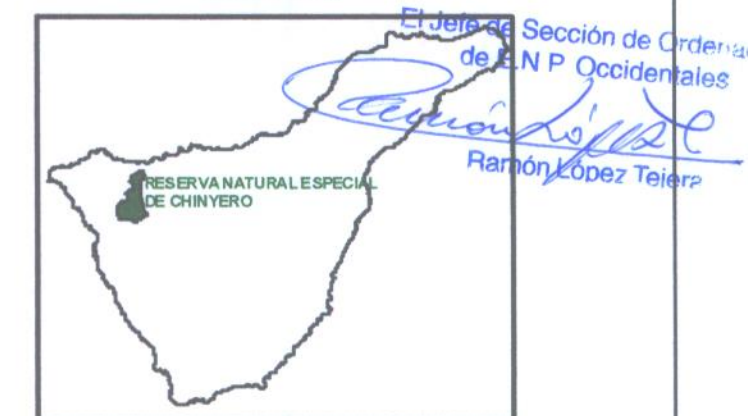 El Jefe de Sección de Ordena
de E.N P Occidentales
Ramón López Tejera
RESERVA NATURAL ESPECIAL
DE CHINYERO